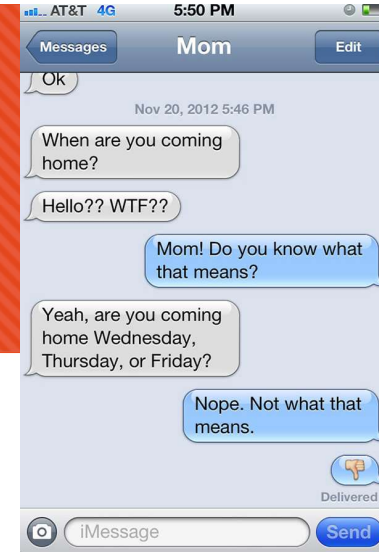 AT&T 4G 5:50 PM
Messages Mom Edit
Ok
Nov 20, 2012 5:46 PM
When are you coming
home?
Hello?? WTF??
Mom! Do you know what
that means?
Yeah, are you coming
home Wednesday,
Thursday, or Friday?
Nope. Not what that
means.
Delivered
iMessage Send